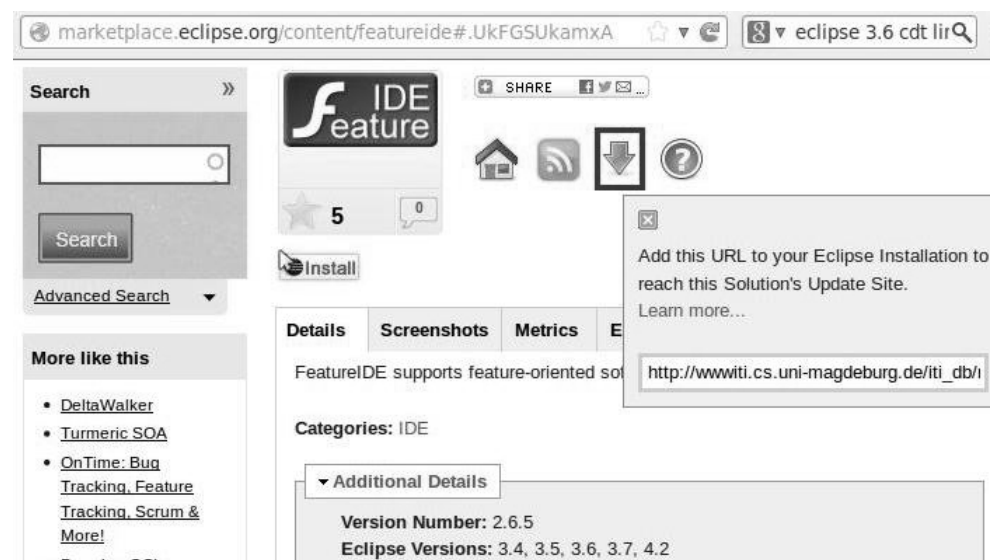 marketplace.eclipse.org/content/featureide#.UkFGSUkamxA
8 eclipse 3.6 cdt lir
Search »
Search
Advanced Search
More like this
DeltaWalker
Turmeric SOA
OnTime: Bug
Tracking, Feature
Tracking, Scrum &
More!
IDE
Feature
5
0
Install
SHARE ...
?
Add this URL to your Eclipse Installation to
reach this Solution's Update Site.
Learn more...
http://wwwiti.cs.uni-magdeburg.de/iti_db/
Details Screenshots Metrics E
FeatureIDE supports feature-oriented sof
Categories: IDE
Additional Details
Version Number: 2.6.5
Eclipse Versions: 3.4, 3.5, 3.6, 3.7, 4.2